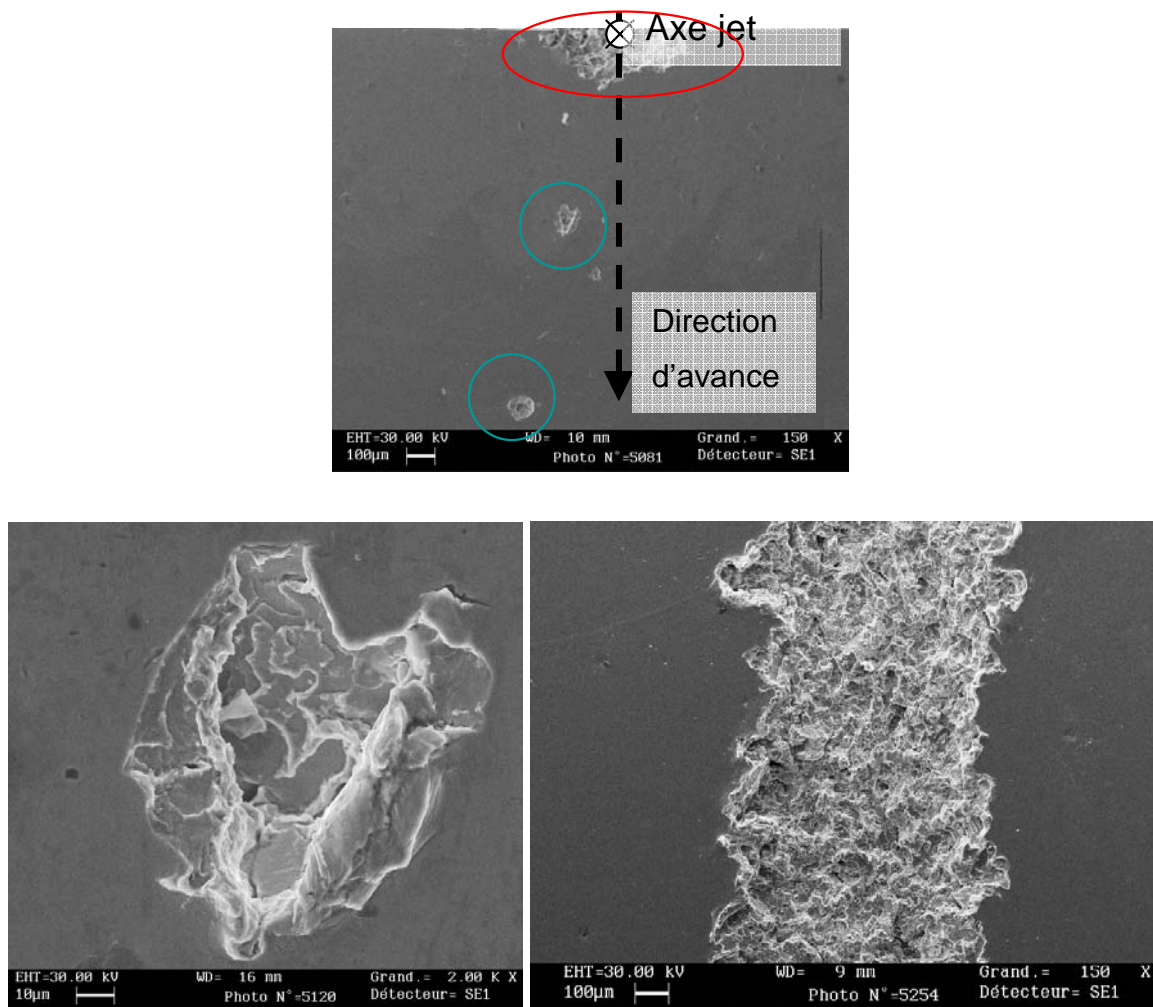 Axe jet
Direction
d'avance
EHT=30.00 kV WD= 10 mm Grand.= 150 X
100µm Photo N°=5081 Détecteur= SE1
EHT=30.00 kV WD= 16 mm Grand.= 2.00 K X
10µm Photo N°=5120 Détecteur= SE1
EHT=30.00 kV WD= 9 mm Grand.= 150 X
100µm Photo N°=5254 Détecteur= SE1